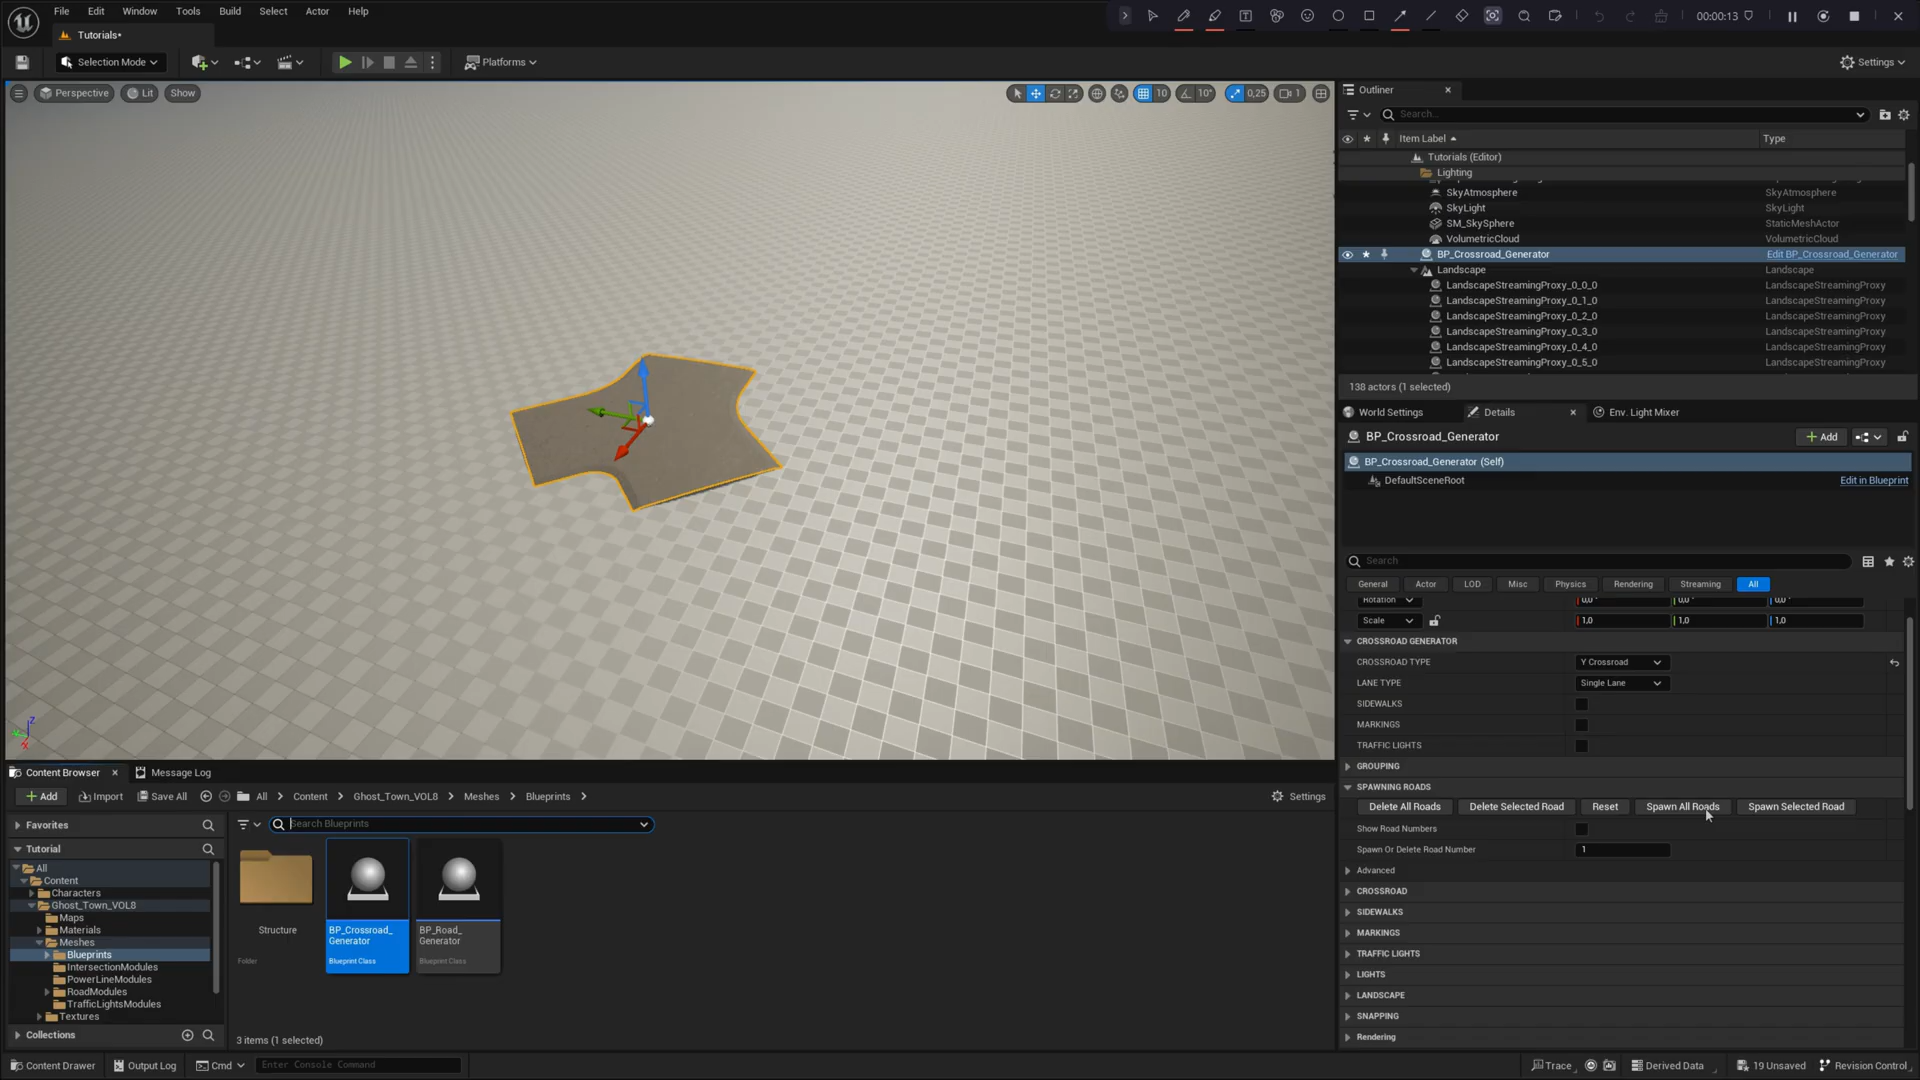 File Edit Window Tools Build Select Actor Help
00:00:13
Tutorials*
Selection Mode
Platforms
Settings
Perspective
Lit
Show
10
10°
0,25
1
Outliner
Search...
Item Label
Type
Tutorials (Editor)
Lighting
SkyAtmosphere SkyAtmosphere
SkyLight SkyLight
SM_SkySphere StaticMeshActor
VolumetricCloud VolumetricCloud
BP_Crossroad_Generator Edit BP_Crossroad_Generator
Landscape Landscape
LandscapeStreamingProxy_0_0_0 LandscapeStreamingProxy
LandscapeStreamingProxy_0_1_0 LandscapeStreamingProxy
LandscapeStreamingProxy_0_2_0 LandscapeStreamingProxy
LandscapeStreamingProxy_0_3_0 LandscapeStreamingProxy
LandscapeStreamingProxy_0_4_0 LandscapeStreamingProxy
LandscapeStreamingProxy_0_5_0 LandscapeStreamingProxy
138 actors (1 selected)
World Settings
Details
Env. Light Mixer
BP_Crossroad_Generator
Add
BP_Crossroad_Generator (Self)
DefaultSceneRoot
Edit in Blueprint
Search
General Actor LOD Misc Physics Rendering Streaming All
Rotation 0,0° 0,0° 0,0°
Scale 1,0 1,0 1,0
CROSSROAD GENERATOR
CROSSROAD TYPE Y Crossroad
LANE TYPE Single Lane
SIDEWALKS
MARKINGS
TRAFFIC LIGHTS
GROUPING
SPAWNING ROADS
Delete All Roads Delete Selected Road Reset Spawn All Roads Spawn Selected Road
Show Road Numbers
Spawn Or Delete Road Number 1
Advanced
CROSSROAD
SIDEWALKS
MARKINGS
TRAFFIC LIGHTS
LIGHTS
LANDSCAPE
SNAPPING
Rendering
Z
X
Content Browser
Message Log
Add
Import
Save All
All
Content
Ghost_Town_VOL8
Meshes
Blueprints
Settings
Favorites
Tutorial
All
Content
Characters
Ghost_Town_VOL8
Maps
Materials
Meshes
Blueprints
IntersectionModules
PowerLineModules
RoadModules
TrafficLightsModules
Textures
Collections
Search Blueprints
Structure
Folder
BP_Crossroad_
Generator
Blueprint Class
BP_Road_
Generator
Blueprint Class
3 items (1 selected)
Content Drawer
Output Log
Cmd
Enter Console Command
Trace
Derived Data
19 Unsaved
Revision Control